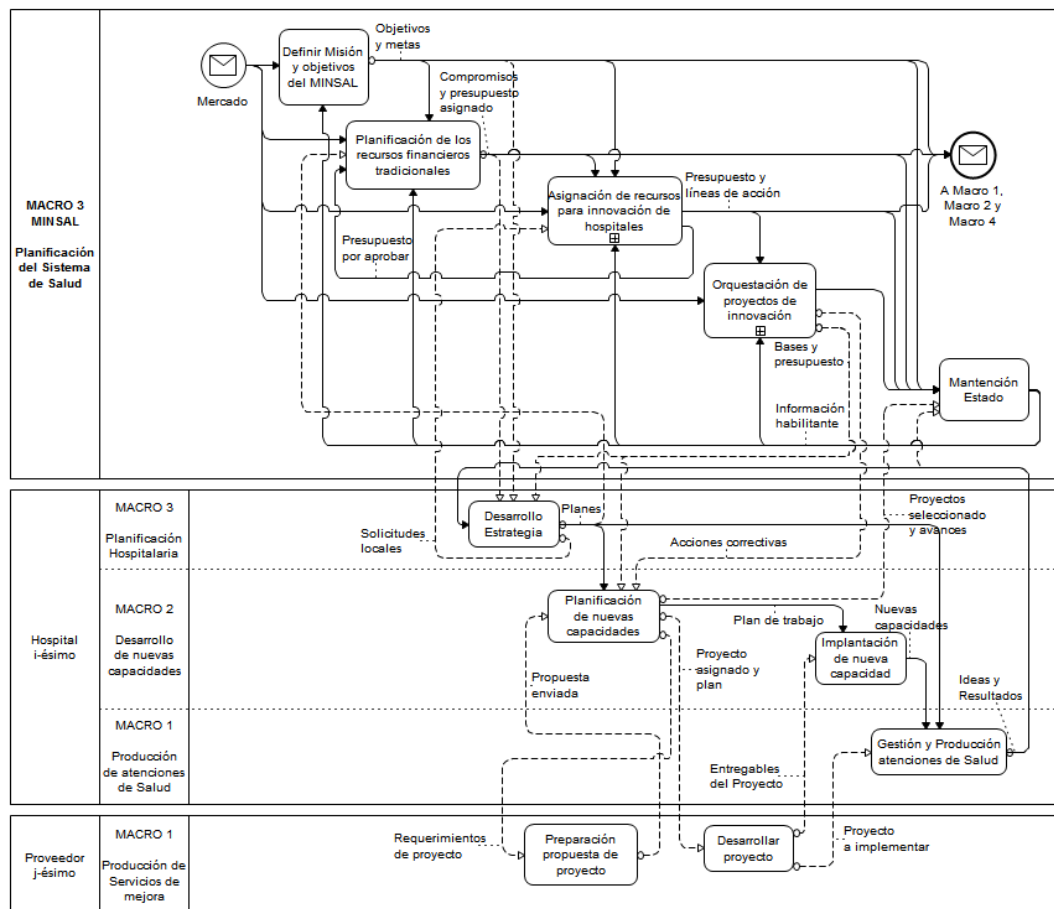 MACRO 3
MINSAL
Planificación
del Sistema
de Salud
Mercado
Definir Misión
y objetivos
del MINSAL
Objetivos
y metas
Compromisos
y presupuesto
asignado
Planificación de los
recursos financieros
tradicionales
Asignación de recursos
para innovación de
hospitales
Presupuesto y
líneas de acción
A Macro 1,
Macro 2 y
Macro 4
Presupuesto
por aprobar
Orquestación de
proyectos de
innovación
Bases y
presupuesto
Mantención
Estado
Información
habilitante
Hospital
i-ésimo
MACRO 3
Planificación
Hospitalaria
Solicitudes
locales
Desarrollo
Estrategia
Planes
Acciones correctivas
Proyectos
seleccionado
y avances
MACRO 2
Desarrollo
de nuevas
capacidades
Planificación
de nuevas
capacidades
Plan de trabajo
Nuevas
capacidades
Implantación
de nueva
capacidad
Propuesta
enviada
Proyecto
asignado y
plan
Ideas y
Resultados
MACRO 1
Producción
de atenciones
de Salud
Gestión y Producción
atenciones de Salud
Entregables
del Proyecto
Proveedor
j-ésimo
MACRO 1
Producción de
Servicios de
mejora
Requerimientos
de proyecto
Preparación
propuesta de
proyecto
Desarrollar
proyecto
Proyecto
a implementar